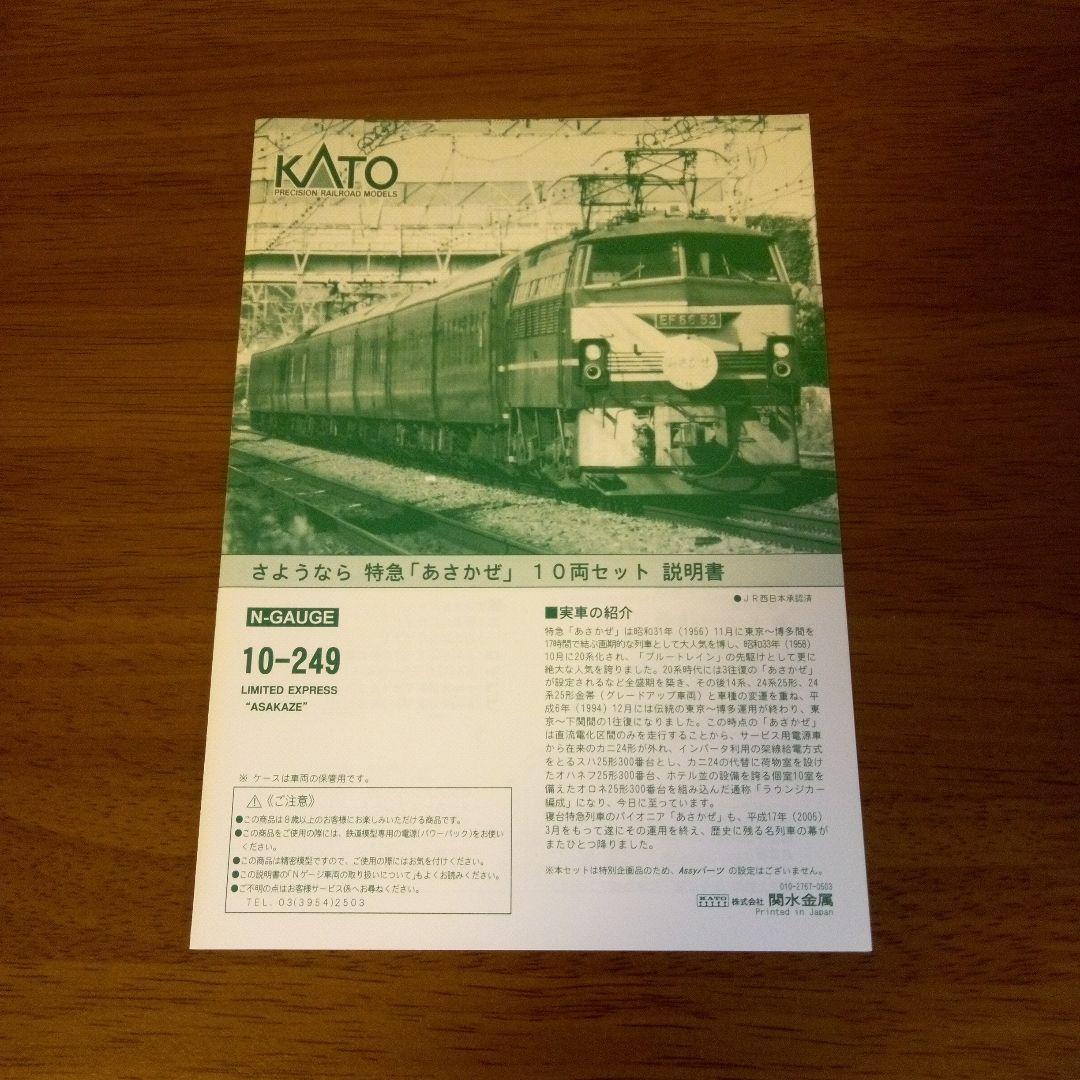 KATO
PRECISION RAILROAD MODELS
EF66 53
あさかぜ
さようなら 特急「あさかぜ」 10両セット 説明書
●JR西日本承認済
N-GAUGE
10-249
LIMITED EXPRESS
"ASAKAZE"
■実車の紹介
特急「あさかぜ」は昭和31年（1956）11月に東京〜博多間を
17時間で結ぶ画期的な列車として大人気を博し、昭和33年（1958）
10月に20系化され、「ブルートレイン」の先駆けとして更に
絶大な人気を誇りました。20系時代には3往復の「あさかぜ」
が設定されるなど全盛期を築き、その後14系、24系25形、24
系25形金帯（グレードアップ車両）と車種の変遷を重ね、平
成6年（1994）12月には伝統の東京〜博多運用が終わり、東
京〜下関間の1往復になりました。この時点の「あさかぜ」
は直流電化区間のみを走行することから、サービス用電源車
から在来のカニ24形が外れ、インバータ利用の架線給電方式
をとるスハ25形300番台とし、カニ24の代替に荷物室を設け
たオハネフ25形300番台、ホテル並の設備を誇る個室10室を
備えたオロネ25形300番台を組み込んだ通称「ラウンジカー
編成」になり、今日に至っています。
寝台特急列車のパイオニア「あさかぜ」も、平成17年（2005）
3月をもって遂にその運用を終え、歴史に残る名列車の幕が
またひとつ降りました。
※本セットは特別企画品のため、Assyパーツ の設定はございません。
※ ケースは車両の保管用です。
⚠《ご注意》
●この商品は8歳以上のお客様にお楽しみいただける商品です。
●この商品をご使用の際には、鉄道模型専用の電源（パワーパック）をお使い
ください。
●この商品は精密模型ですので、ご使用の際にはお気を付けください。
●この説明書の「Nゲージ車両の取り扱いについて」もよくお読みください。
●ご不明の点はお客様サービス係へお尋ねください。
TEL. 03(3954)2503
010-2767-0503
KATO 株式会社 関水金属
Printed in Japan